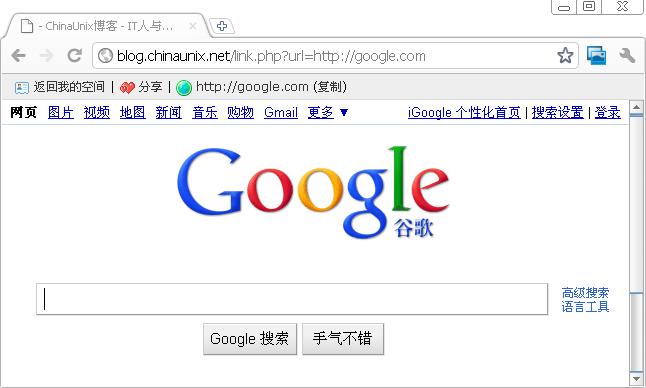 - ChinaUnix博客 - IT人与...
blog.chinaunix.net/link.php?url=http://google.com
返回我的空间 | 分享 | http://google.com (复制)
网页 图片 视频 地图 新闻 音乐 购物 Gmail 更多 ▼ iGoogle 个性化首页 | 搜索设置 | 登录
Google
谷歌
高级搜索
语言工具
Google 搜索 手气不错